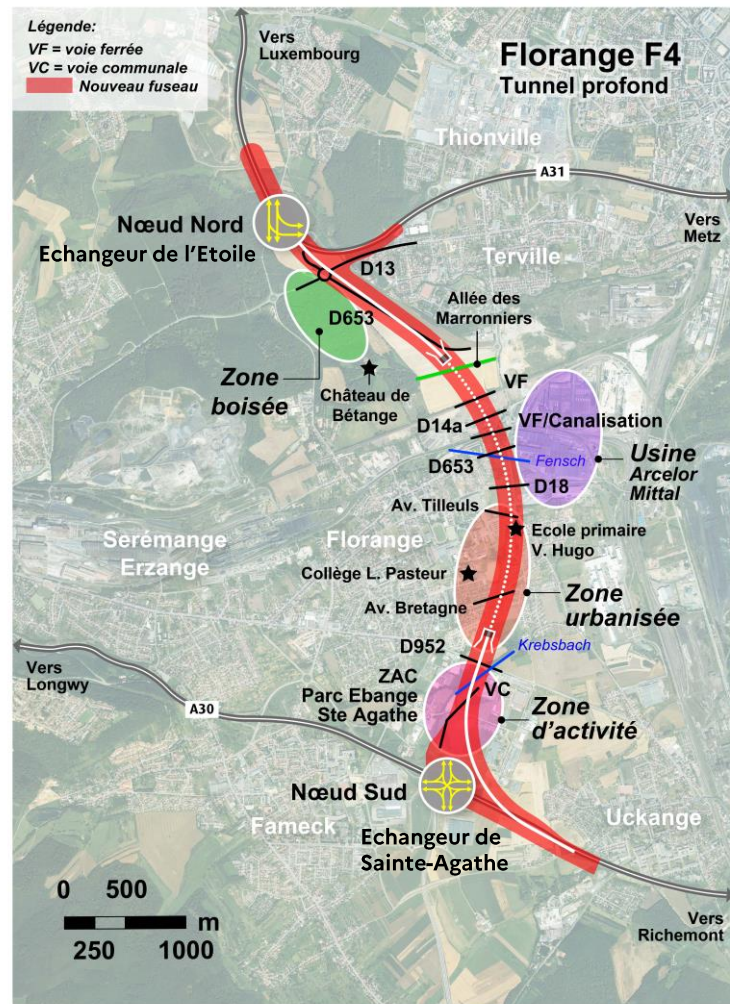 Légende:
VF = voie ferrée
VC = voie communale
Nouveau fuseau
Vers
Luxembourg
Florange F4
Tunnel profond
Thionville
A31
Vers
Metz
Nœud Nord
Echangeur de l'Etoile
Terville
D13
Allée des
Marronniers
D653
Zone
boisée
Château de
Bétange
VF
D14a
VF/Canalisation
D653
Fensch
Usine
Arcelor
Mittal
D18
Av. Tilleuls
Serémange
Erzange
Florange
Ecole primaire
V. Hugo
Collège L. Pasteur
Zone
urbanisée
Av. Bretagne
D952
Krebsbach
Vers
Longwy
ZAC
Parc Ebange
Ste Agathe
VC
A30
Zone
d'activité
Nœud Sud
Fameck
Echangeur de
Sainte-Agathe
Uckange
0 500
m
250 1000
Vers
Richemont